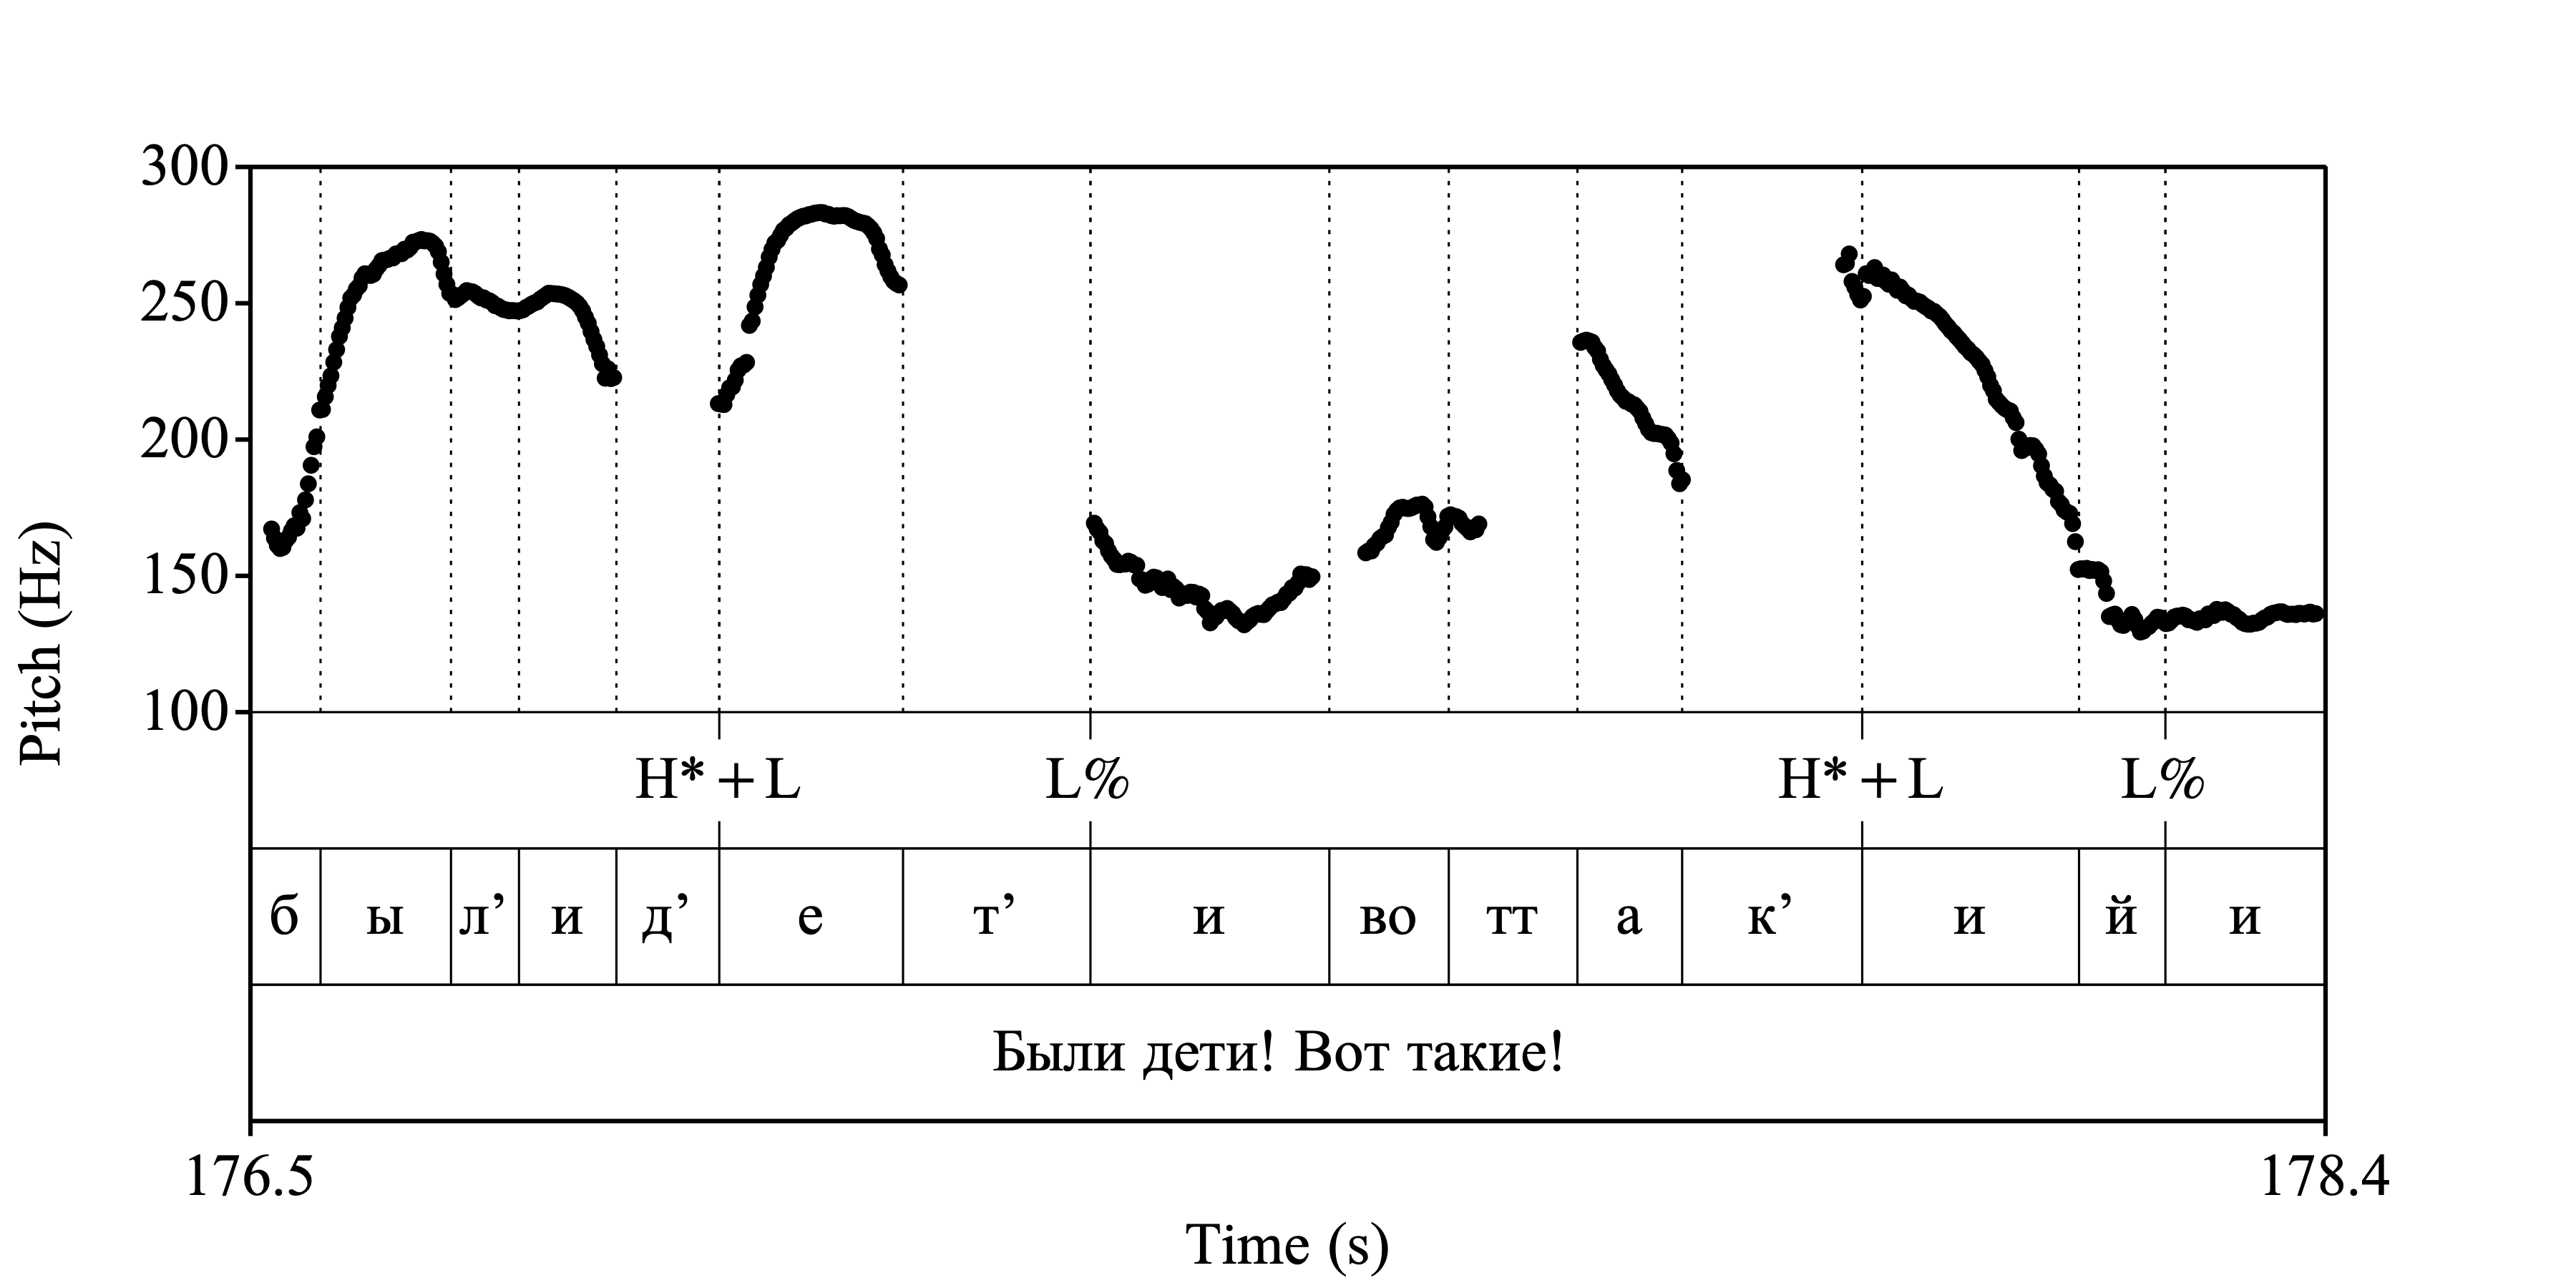 300
250
200
150
100
Pitch (Hz)
H* + L L% H* + L L%
б ы л’ и д’ е т’ и во тт а к’ и й и
Были дети! Вот такие!
176.5 178.4
Time (s)